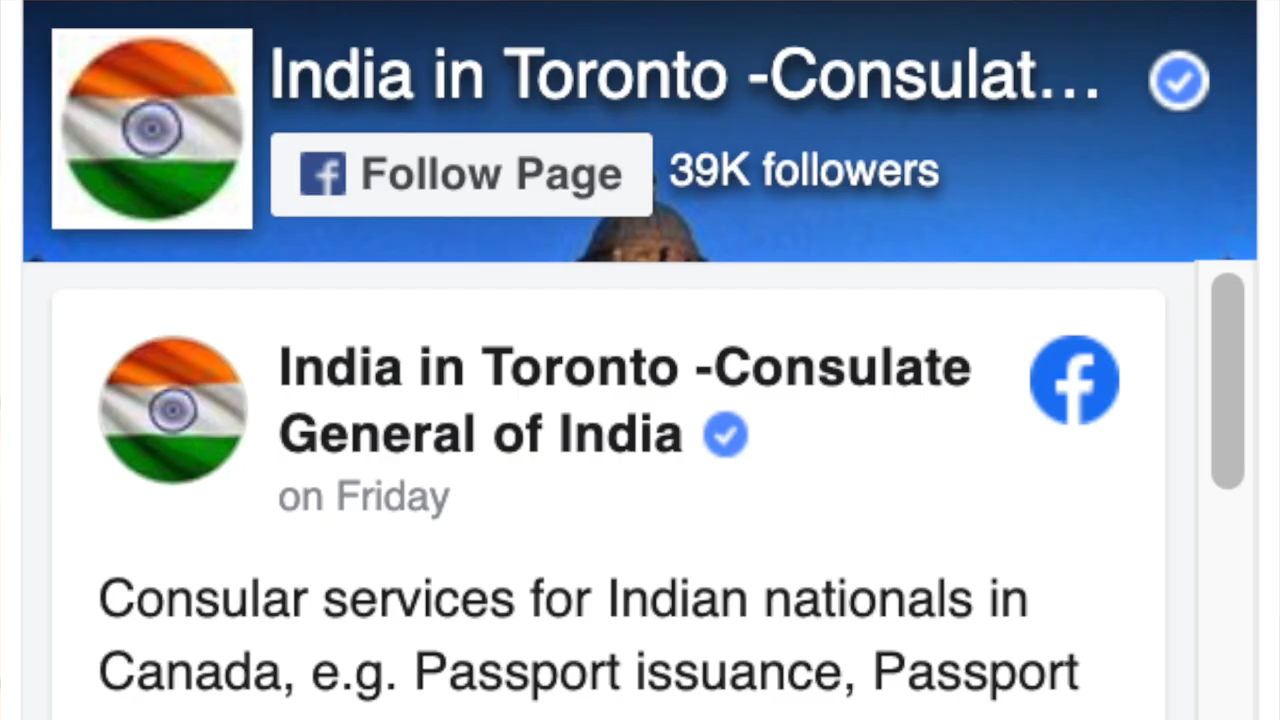 India in Toronto -Consulat...
Follow Page
39K followers
India in Toronto -Consulate
General of India
on Friday
Consular services for Indian nationals in
Canada, e.g. Passport issuance, Passport